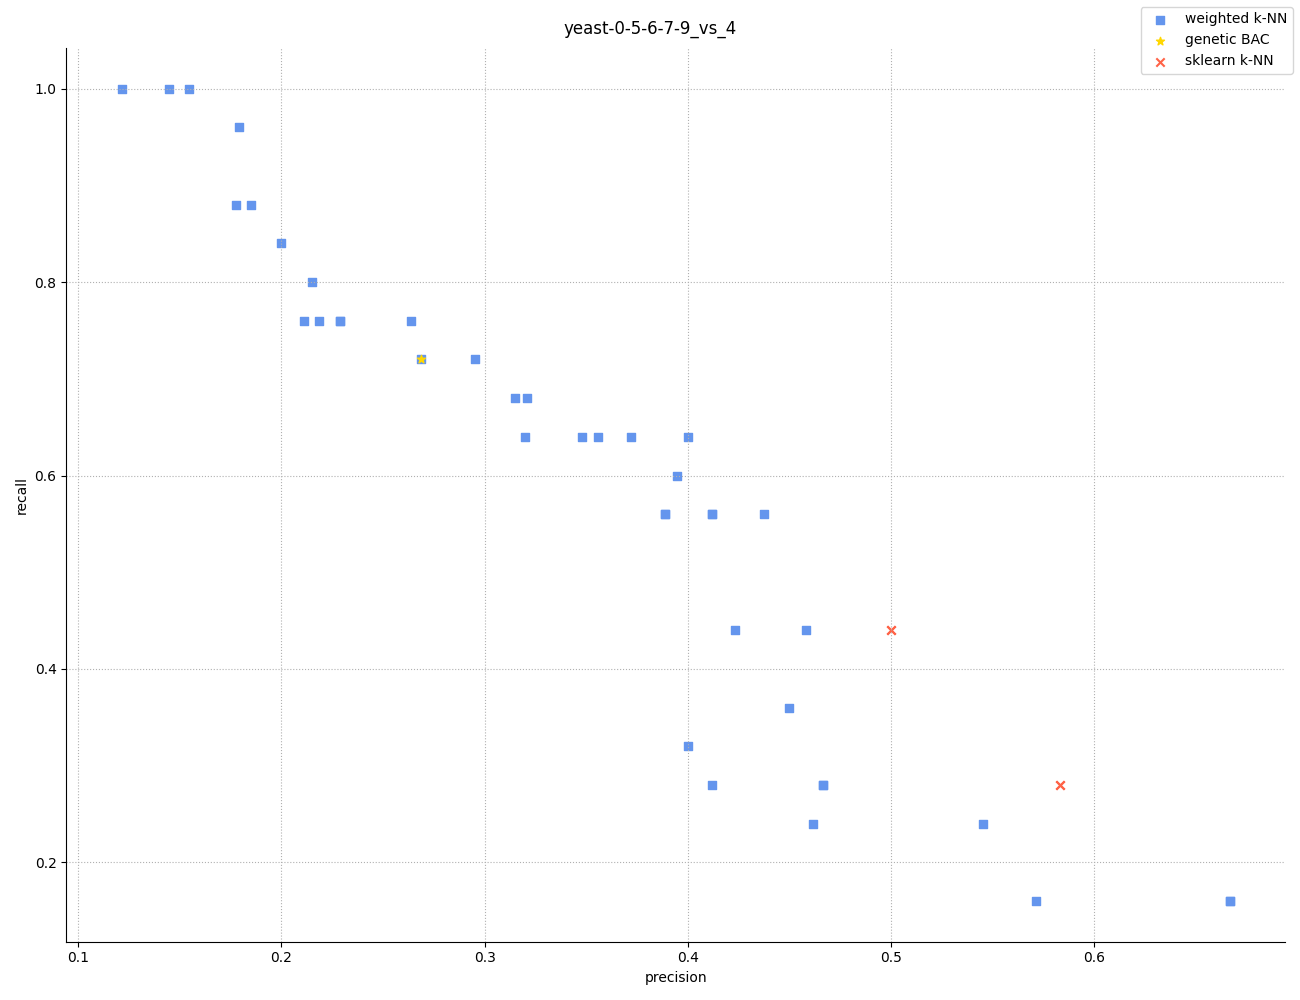 yeast-0-5-6-7-9_vs_4
weighted k-NN
genetic BAC
sklearn k-NN
1.0
0.8
0.6
0.4
0.2
recall
0.1
0.2
0.3
0.4
0.5
0.6
precision